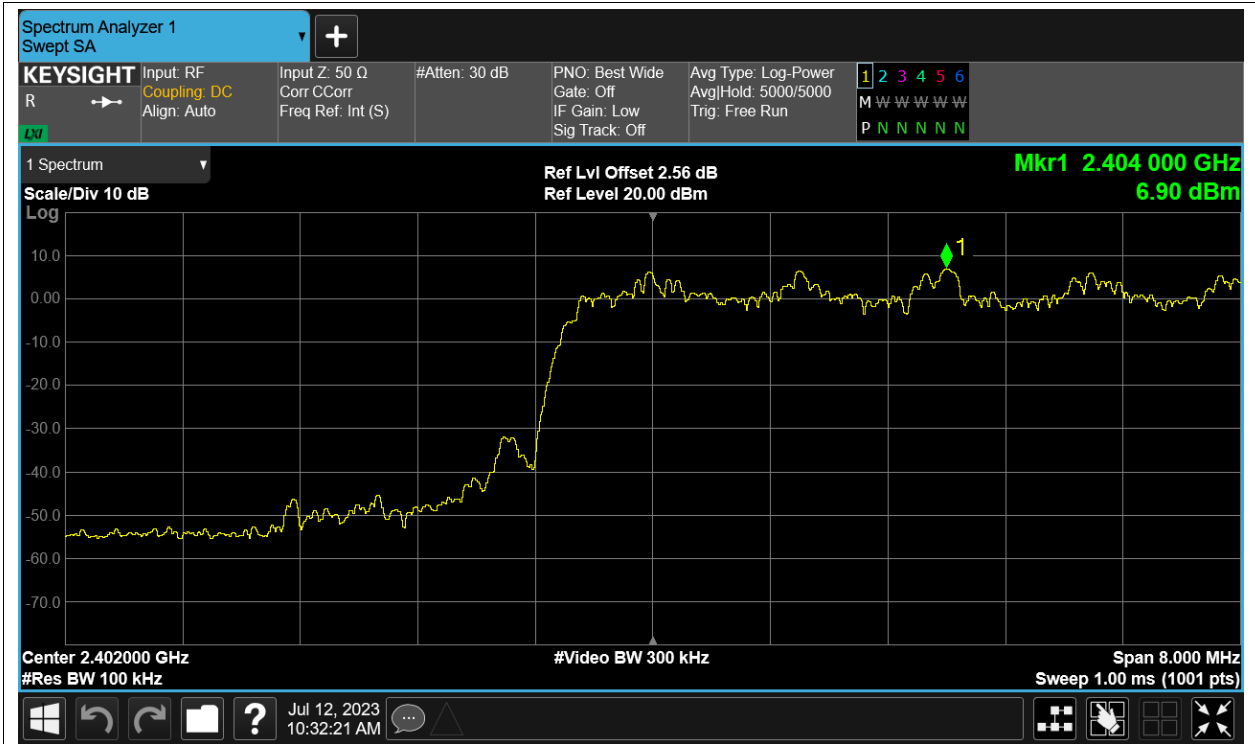 Spectrum Analyzer 1
Swept SA
+
KEYSIGHT
R
LXI
Input: RF
Coupling: DC
Align: Auto
Input Z: 50 Ω
Corr CCorr
Freq Ref: Int (S)
#Atten: 30 dB
PNO: Best Wide
Gate: Off
IF Gain: Low
Sig Track: Off
Avg Type: Log-Power
Avg|Hold: 5000/5000
Trig: Free Run
1 2 3 4 5 6
M W W W W W
P N N N N N
1 Spectrum
Scale/Div 10 dB
Ref Lvl Offset 2.56 dB
Ref Level 20.00 dBm
Mkr1 2.404 000 GHz
6.90 dBm
Log
1
10.0
0.00
-10.0
-20.0
-30.0
-40.0
-50.0
-60.0
-70.0
Center 2.402000 GHz
#Res BW 100 kHz
#Video BW 300 kHz
Span 8.000 MHz
Sweep 1.00 ms (1001 pts)
?
Jul 12, 2023
10:32:21 AM